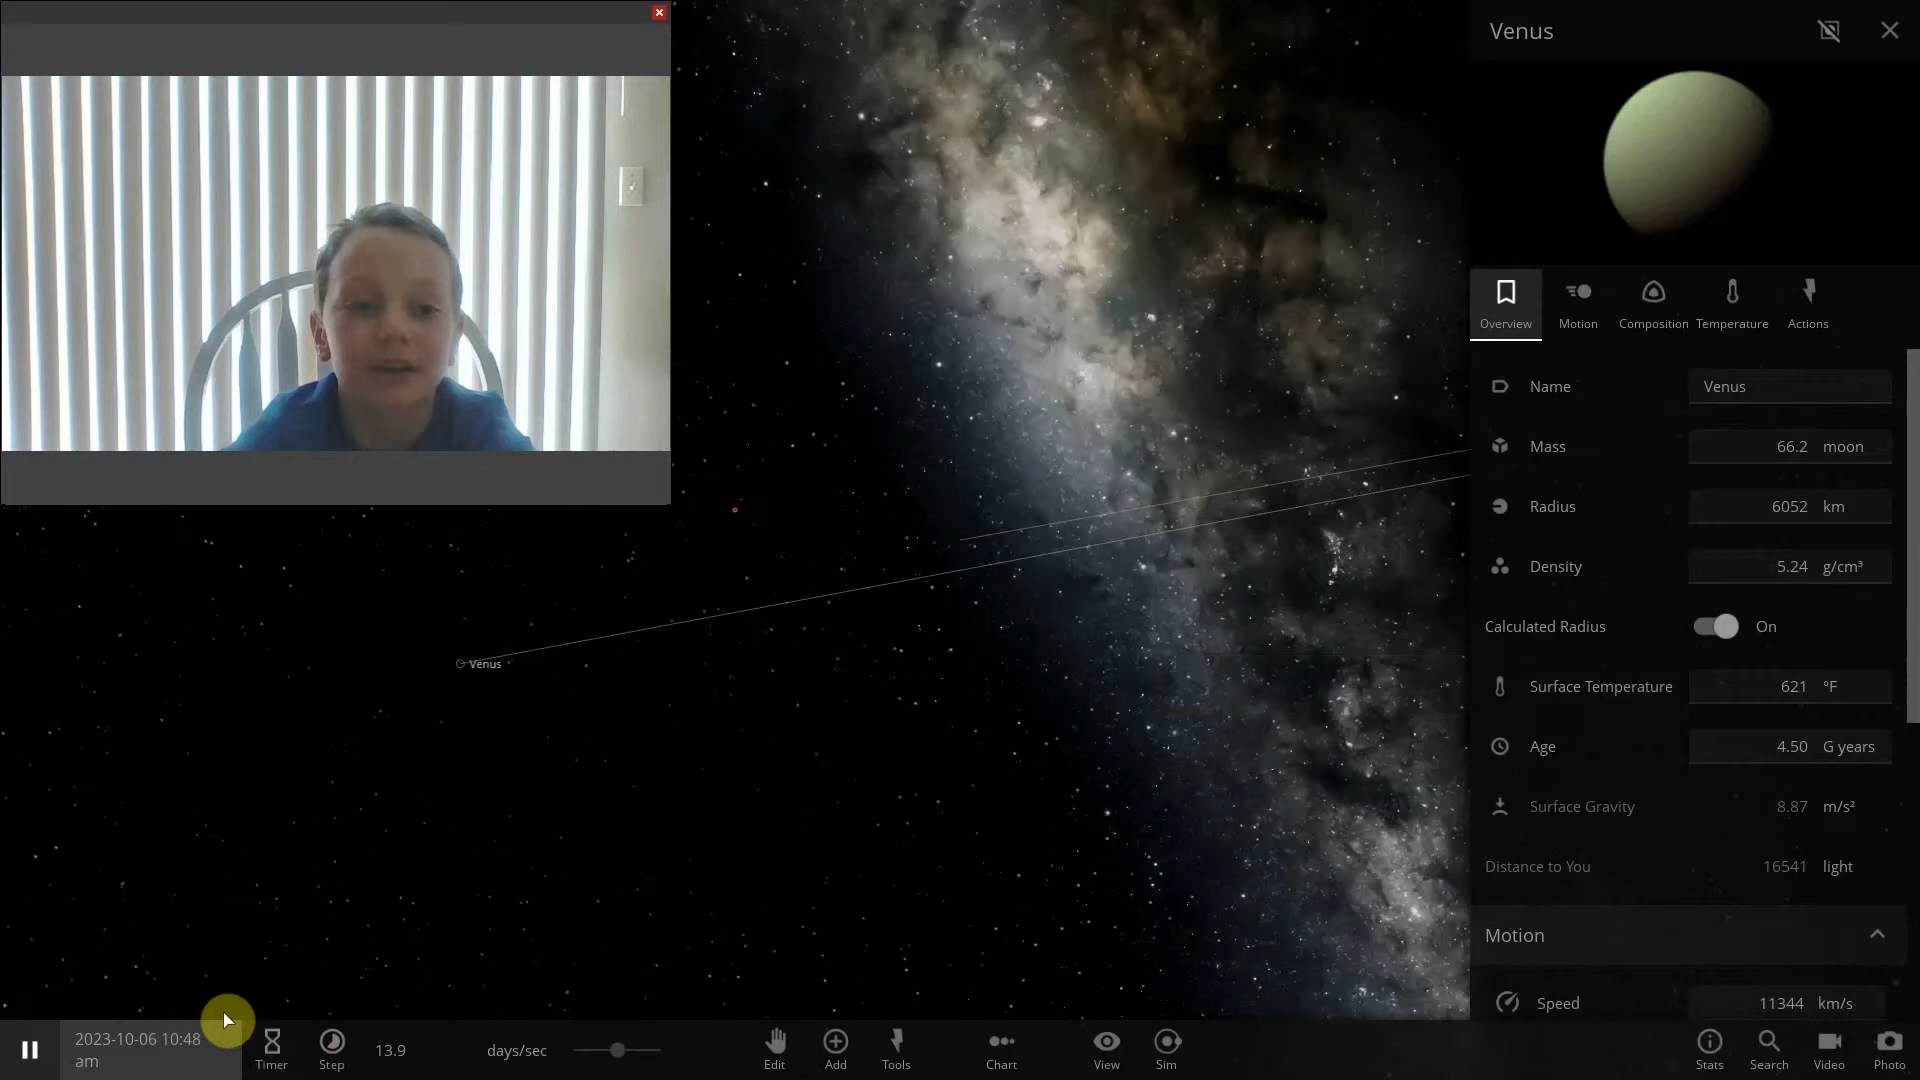 Venus
Overview
Motion
Composition
Temperature
Actions
Name
Venus
Mass
66.2 moon
Radius
6052 km
Density
5.24 g/cm³
Calculated Radius
On
Venus
Surface Temperature
621 °F
Age
4.50 G years
Surface Gravity
8.87 m/s²
Distance to You
16541 light
Motion
Speed
11344 km/s
2023-10-06 10:48
am
Timer
Step
13.9
days/sec
Edit
Add
Tools
Chart
View
Sim
Stats
Search
Video
Photo